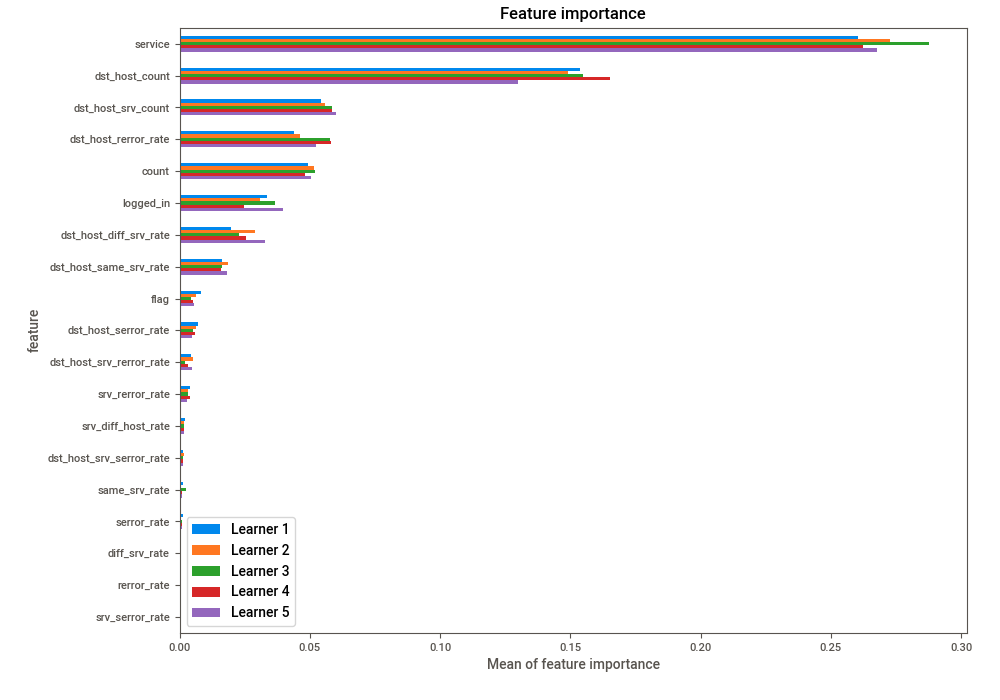 Feature importance
service
dst_host_count
dst_host_srv_count
dst_host_rerror_rate
count
logged_in
dst_host_diff_srv_rate
dst_host_same_srv_rate
flag
dst_host_serror_rate
dst_host_srv_rerror_rate
srv_rerror_rate
srv_diff_host_rate
dst_host_srv_serror_rate
same_srv_rate
serror_rate
diff_srv_rate
rerror_rate
srv_serror_rate
feature
Learner 1
Learner 2
Learner 3
Learner 4
Learner 5
0.00 0.05 0.10 0.15 0.20 0.25 0.30
Mean of feature importance